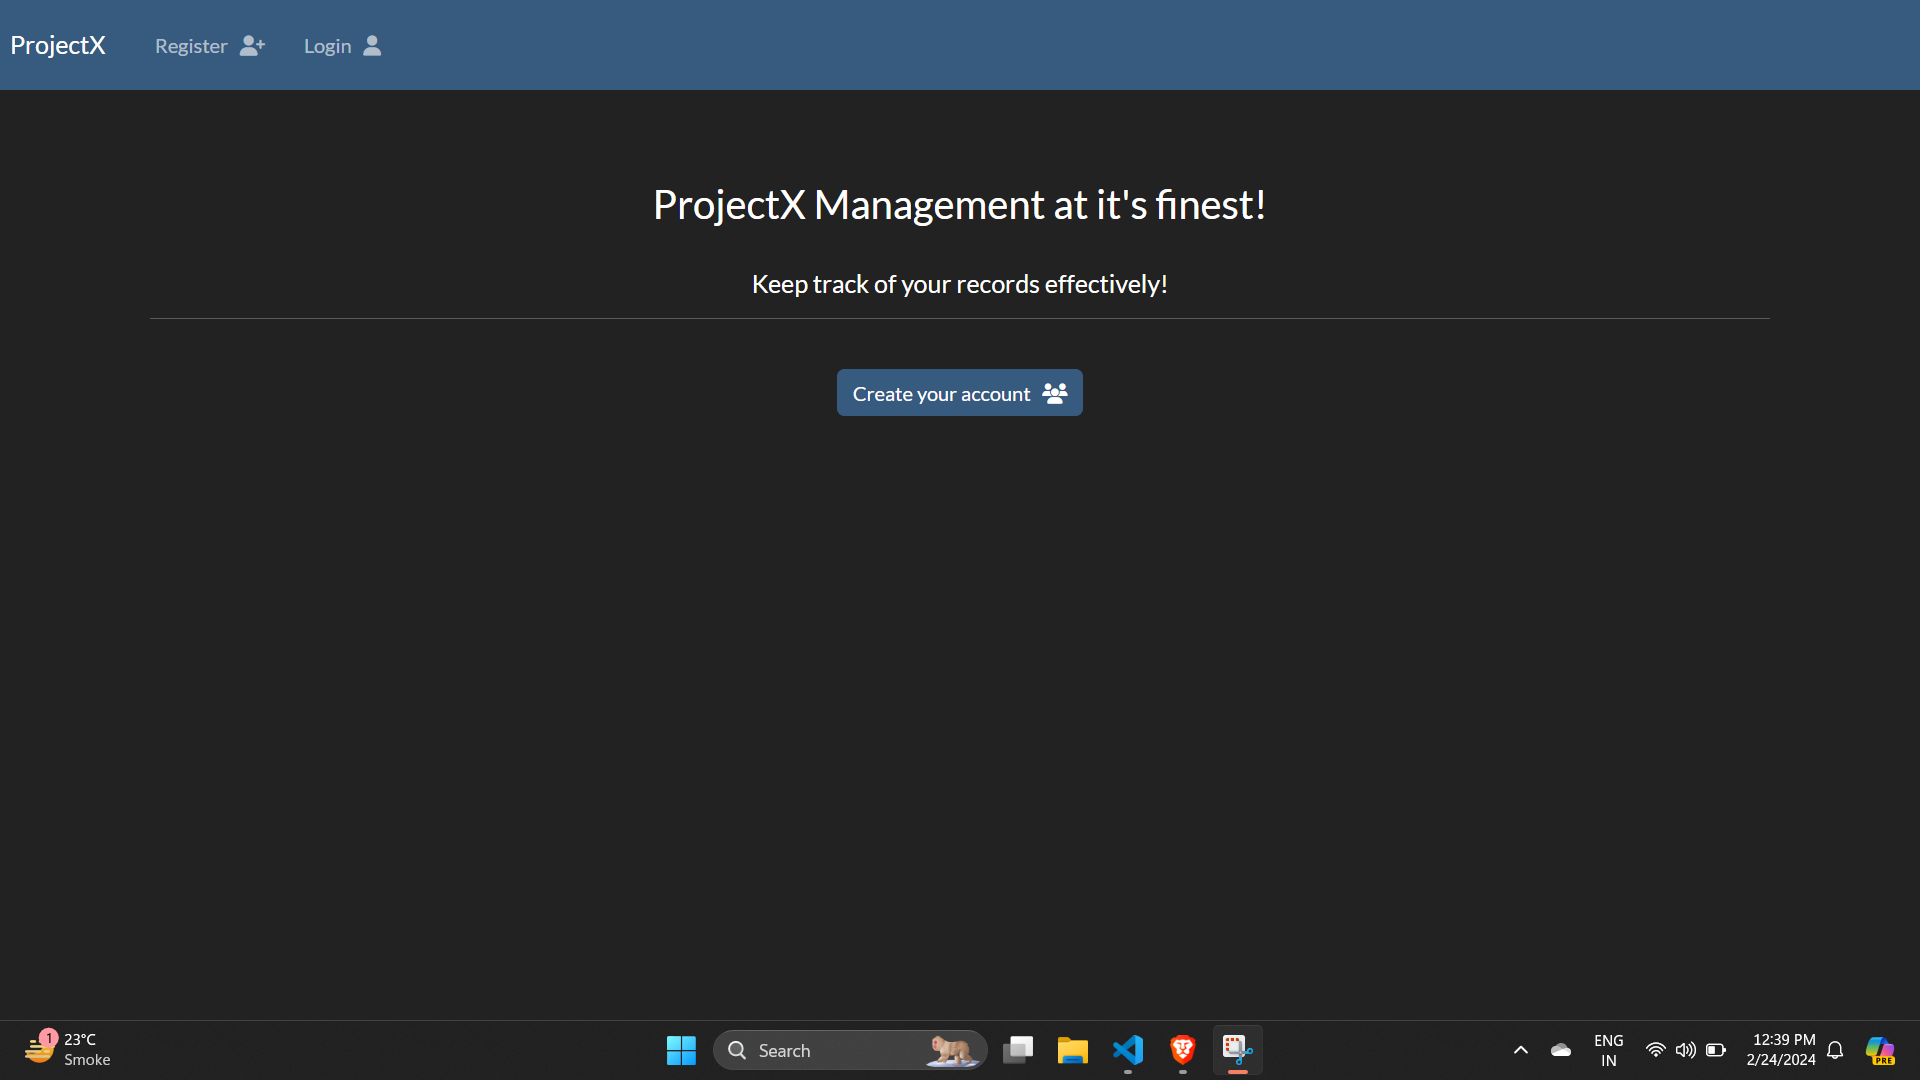 ProjectX Register Login
ProjectX Management at it's finest!
Keep track of your records effectively!
Create your account
1 23°C
Smoke
Search
ENG
IN
12:39 PM
2/24/2024
PRE